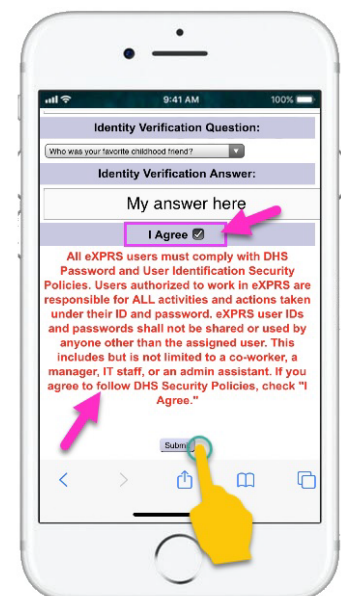 9:41 AM
100%
Identity Verification Question:
Who was your favorite childhood friend?
Identity Verification Answer:
My answer here
I Agree
All eXPRS users must comply with DHS
Password and User Identification Security
Policies. Users authorized to work in eXPRS are
responsible for ALL activities and actions taken
under their ID and password. eXPRS user IDs
and passwords shall not be shared or used by
anyone other than the assigned user. This
includes but is not limited to a co-worker, a
manager, IT staff, or an admin assistant. If you
agree to follow DHS Security Policies, check "I
Agree."
Submit